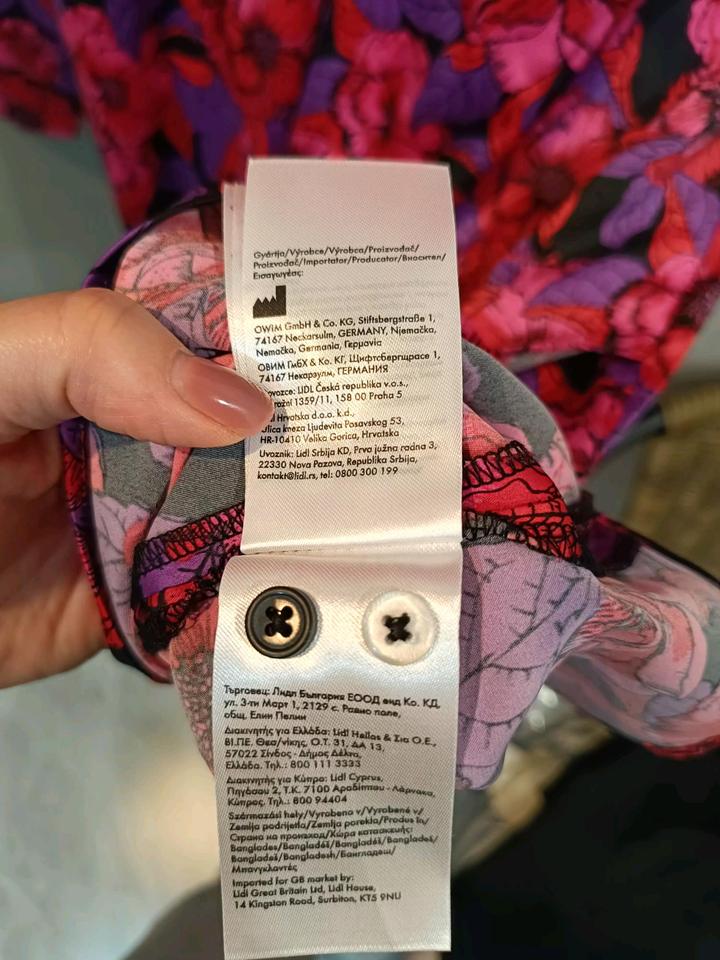 Gyártja/Výrobce/Výrobca/Proizvođač/
Proizvođač/Importator/Producator/Вносител/
Εισαγωγέας:
OWIM GmbH & Co. KG, Stiftsbergstraße 1,
74167 Neckarsulm, GERMANY, Njemačka,
Nemačka, Germania, Γερμανία
ОВИМ ГмБХ & Ко. КГ, Щифтсбергщрасе 1,
74167 Некарзулм, ГЕРМАНИЯ
LIDL Česká republika v.o.s.,
1359/11, 158 00 Praha 5
Hrvatska d.o.o. k.d.,
Ulica kneza Ljudevita Posavskog 53,
HR-10410 Velika Gorica, Hrvatska
Uvoznik: Lidl Srbija KD, Prva južna radna 3,
22330 Nova Pazova, Republika Srbija,
kontakt@lidl.rs, tel: 0800 300 199
Търговец: Лидл България ЕООД енд Ко. КД,
ул. 3-ти Март 1, 2129 с. Равно поле,
общ. Елин Пелин
Διακινητής για Ελλάδα: Lidl Hellas & Σια Ο.Ε.,
ΒΙ.ΠΕ. Θεσ/νίκης, Ο.Τ. 31, ΔΑ 13,
57022 Σίνδος - Δήμος Δέλτα,
Ελλάδα. Τηλ.: 800 111 3333
Διακινητής για Κύπρο: Lidl Cyprus,
Πηγάσου 2, Τ.Κ. 7100 Αραδίππου - Λάρνακα,
Κύπρος. Τηλ.: 800 94404
Származási hely/Vyrobeno v/Vyrobené v/
Zemlja podrijetla/Zemlja porekla/Produs în/
Страна на произход/Χώρα κατασκευής:
Banglades/Bangladéš/Bangladéš/Bangladeš/
Bangladeš/Bangladesh/Бангладеш/
Μπανγκλαντές
Imported for GB market by:
Lidl Great Britain Ltd, Lidl House,
14 Kingston Road, Surbiton, KT5 9NU